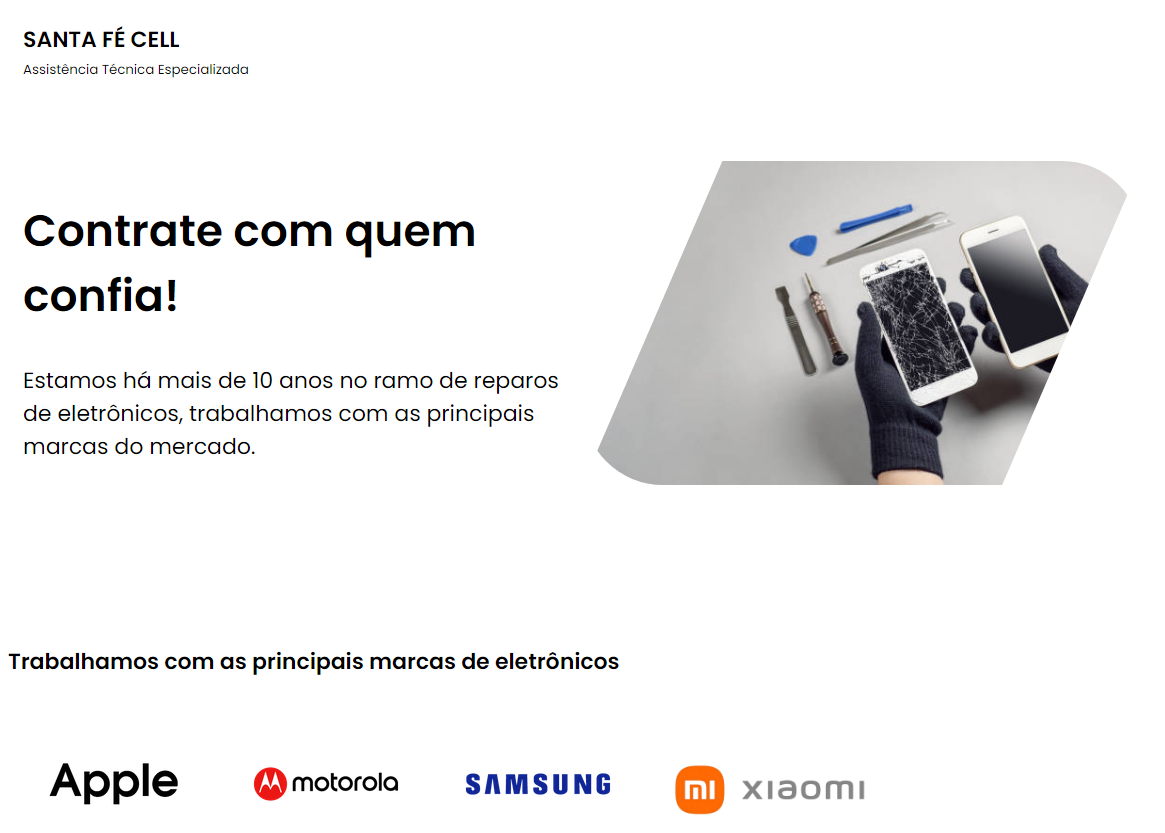 SANTA FÉ CELL
Assistência Técnica Especializada
Contrate com quem
confia!
Estamos há mais de 10 anos no ramo de reparos
de eletrônicos, trabalhamos com as principais
marcas do mercado.
Trabalhamos com as principais marcas de eletrônicos
Apple motorola SAMSUNG mi xiaomi